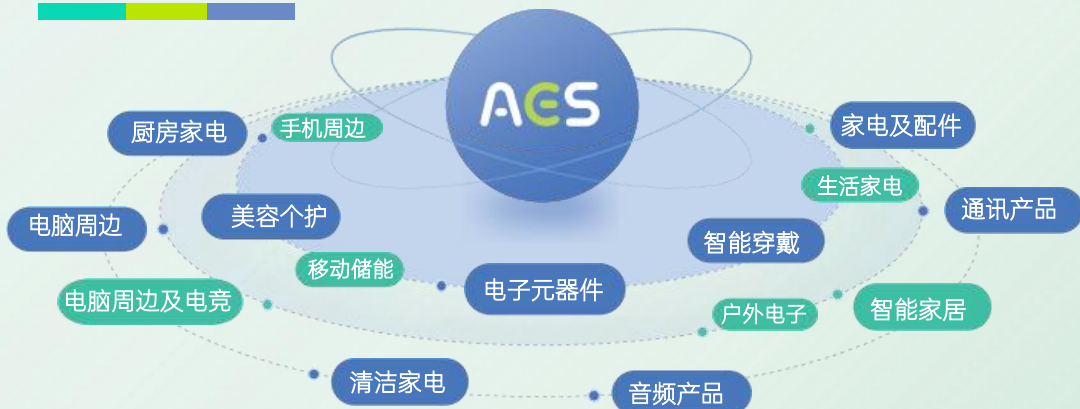 AES
厨房家电
手机周边
家电及配件
生活家电
电脑周边
美容个护
通讯产品
智能穿戴
移动储能
电子元器件
电脑周边及电竞
户外电子
智能家居
清洁家电
音频产品